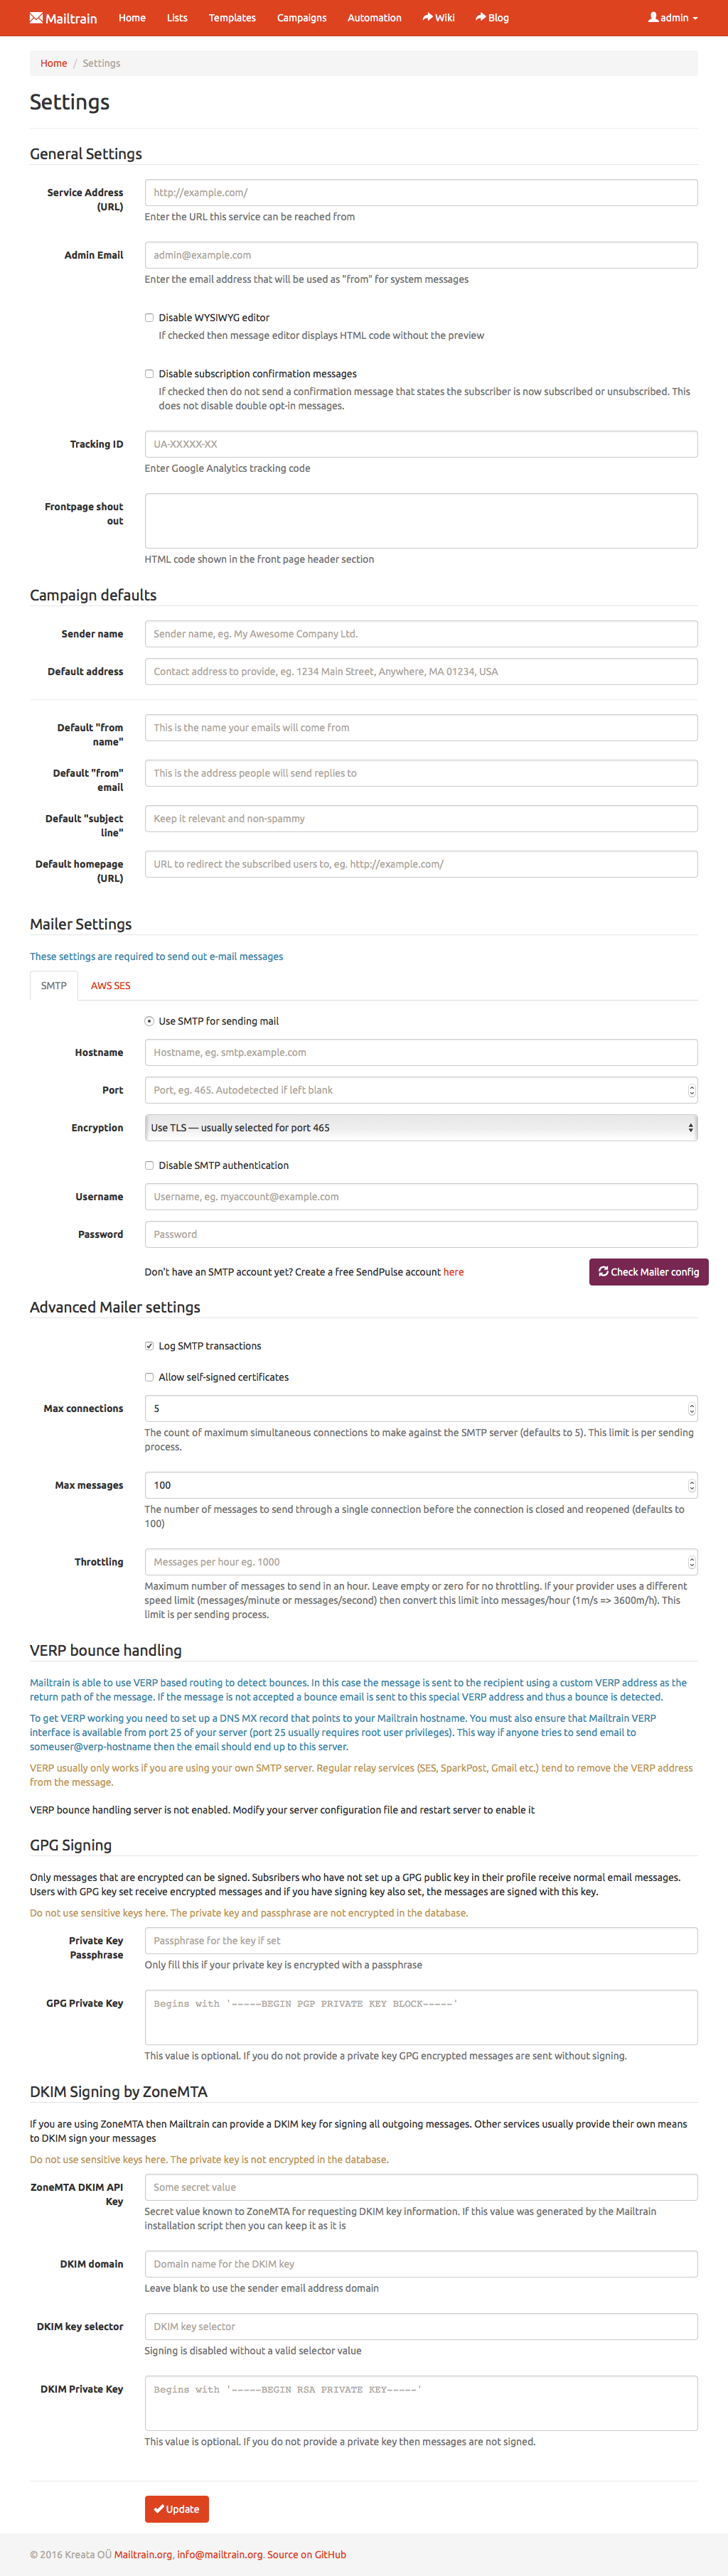 Mailtrain Home Lists Templates Campaigns Automation Wiki Blog admin
Home / Settings
Settings
General Settings
Service Address
(URL)
http://example.com/
Enter the URL this service can be reached from
Admin Email
admin@example.com
Enter the email address that will be used as "from" for system messages
Disable WYSIWYG editor
If checked then message editor displays HTML code without the preview
Disable subscription confirmation messages
If checked then do not send a confirmation message that states the subscriber is now subscribed or unsubscribed. This
does not disable double opt-in messages.
Tracking ID
UA-XXXXX-XX
Enter Google Analytics tracking code
Frontpage shout
out
HTML code shown in the front page header section
Campaign defaults
Sender name
Sender name, eg. My Awesome Company Ltd.
Default address
Contact address to provide, eg. 1234 Main Street, Anywhere, MA 01234, USA
Default "from
name"
This is the name your emails will come from
Default "from"
email
This is the address people will send replies to
Default "subject
line"
Keep it relevant and non-spammy
Default homepage
(URL)
URL to redirect the subscribed users to, eg. http://example.com/
Mailer Settings
These settings are required to send out e-mail messages
SMTP AWS SES
Use SMTP for sending mail
Hostname
Hostname, eg. smtp.example.com
Port
Port, eg. 465. Autodetected if left blank
Encryption
Use TLS — usually selected for port 465
Disable SMTP authentication
Username
Username, eg. myaccount@example.com
Password
Password
Don't have an SMTP account yet? Create a free SendPulse account here
Check Mailer config
Advanced Mailer settings
Log SMTP transactions
Allow self-signed certificates
Max connections
5
The count of maximum simultaneous connections to make against the SMTP server (defaults to 5). This limit is per sending
process.
Max messages
100
The number of messages to send through a single connection before the connection is closed and reopened (defaults to
100)
Throttling
Messages per hour eg. 1000
Maximum number of messages to send in an hour. Leave empty or zero for no throttling. If your provider uses a different
speed limit (messages/minute or messages/second) then convert this limit into messages/hour (1m/s => 3600m/h). This
limit is per sending process.
VERP bounce handling
Mailtrain is able to use VERP based routing to detect bounces. In this case the message is sent to the recipient using a custom VERP address as the
return path of the message. If the message is not accepted a bounce email is sent to this special VERP address and thus a bounce is detected.
To get VERP working you need to set up a DNS MX record that points to your Mailtrain hostname. You must also ensure that Mailtrain VERP
interface is available from port 25 of your server (port 25 usually requires root user privileges). This way if anyone tries to send email to
someuser@verp-hostname then the email should end up to this server.
VERP usually only works if you are using your own SMTP server. Regular relay services (SES, SparkPost, Gmail etc.) tend to remove the VERP address
from the message.
VERP bounce handling server is not enabled. Modify your server configuration file and restart server to enable it
GPG Signing
Only messages that are encrypted can be signed. Subsribers who have not set up a GPG public key in their profile receive normal email messages.
Users with GPG key set receive encrypted messages and if you have signing key also set, the messages are signed with this key.
Do not use sensitive keys here. The private key and passphrase are not encrypted in the database.
Private Key
Passphrase
Passphrase for the key if set
Only fill this if your private key is encrypted with a passphrase
GPG Private Key
Begins with '-----BEGIN PGP PRIVATE KEY BLOCK-----'
This value is optional. If you do not provide a private key GPG encrypted messages are sent without signing.
DKIM Signing by ZoneMTA
If you are using ZoneMTA then Mailtrain can provide a DKIM key for signing all outgoing messages. Other services usually provide their own means
to DKIM sign your messages
Do not use sensitive keys here. The private key is not encrypted in the database.
ZoneMTA DKIM API
Key
Some secret value
Secret value known to ZoneMTA for requesting DKIM key information. If this value was generated by the Mailtrain
installation script then you can keep it as it is
DKIM domain
Domain name for the DKIM key
Leave blank to use the sender email address domain
DKIM key selector
DKIM key selector
Signing is disabled without a valid selector value
DKIM Private Key
Begins with '-----BEGIN RSA PRIVATE KEY-----'
This value is optional. If you do not provide a private key then messages are not signed.
Update
© 2016 Kreata OÜ Mailtrain.org, info@mailtrain.org. Source on GitHub